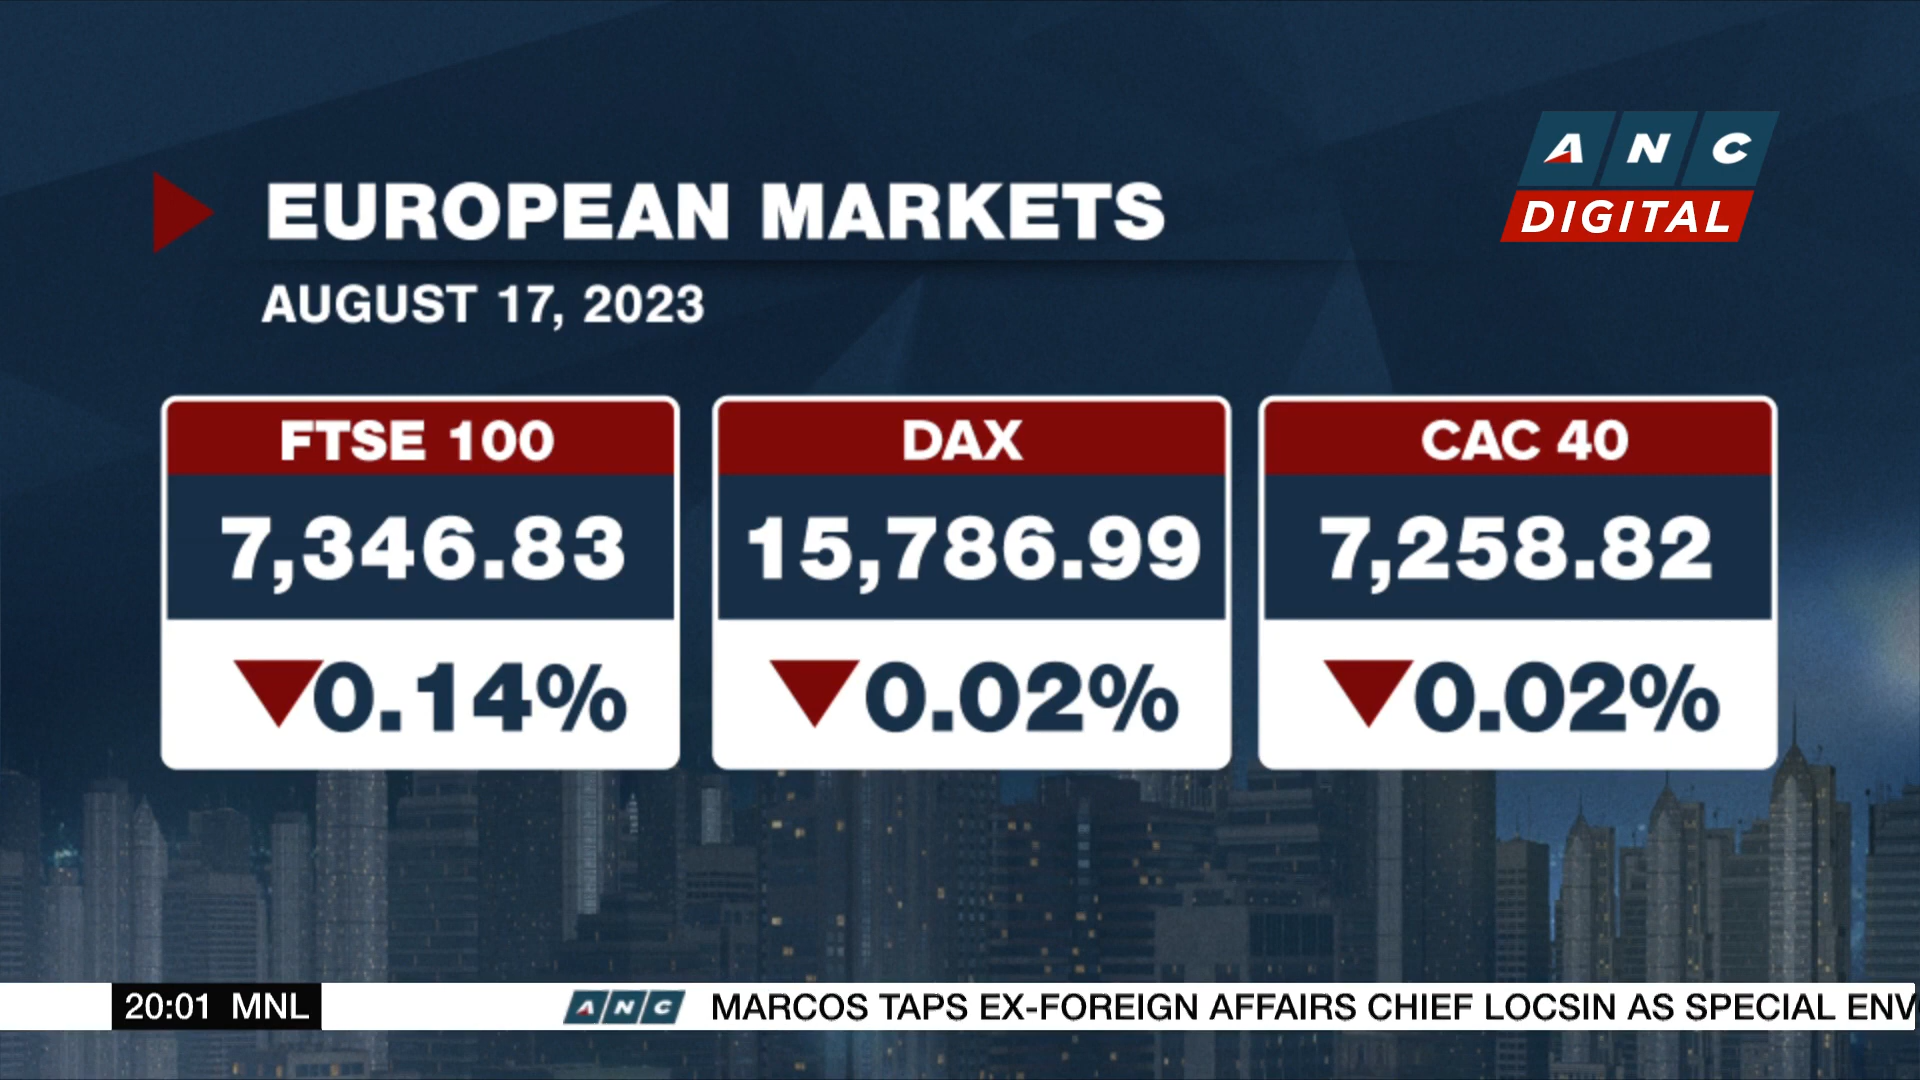 ANC
DIGITAL
EUROPEAN MARKETS
AUGUST 17, 2023
FTSE 100
7,346.83
▼0.14%
DAX
15,786.99
▼0.02%
CAC 40
7,258.82
▼0.02%
20:01 MNL
ANC
MARCOS TAPS EX-FOREIGN AFFAIRS CHIEF LOCSIN AS SPECIAL ENV